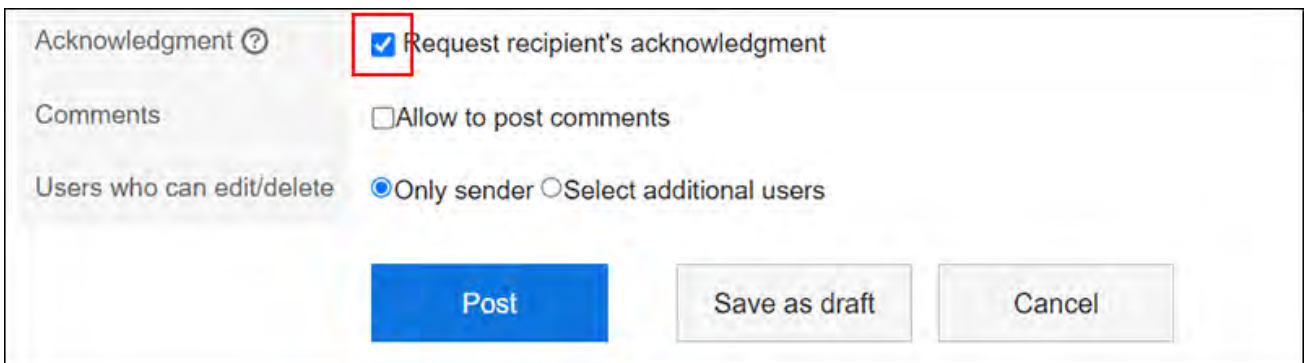 Acknowledgment ? Request recipient's acknowledgment
Comments Allow to post comments
Users who can edit/delete Only sender Select additional users
Post Save as draft Cancel